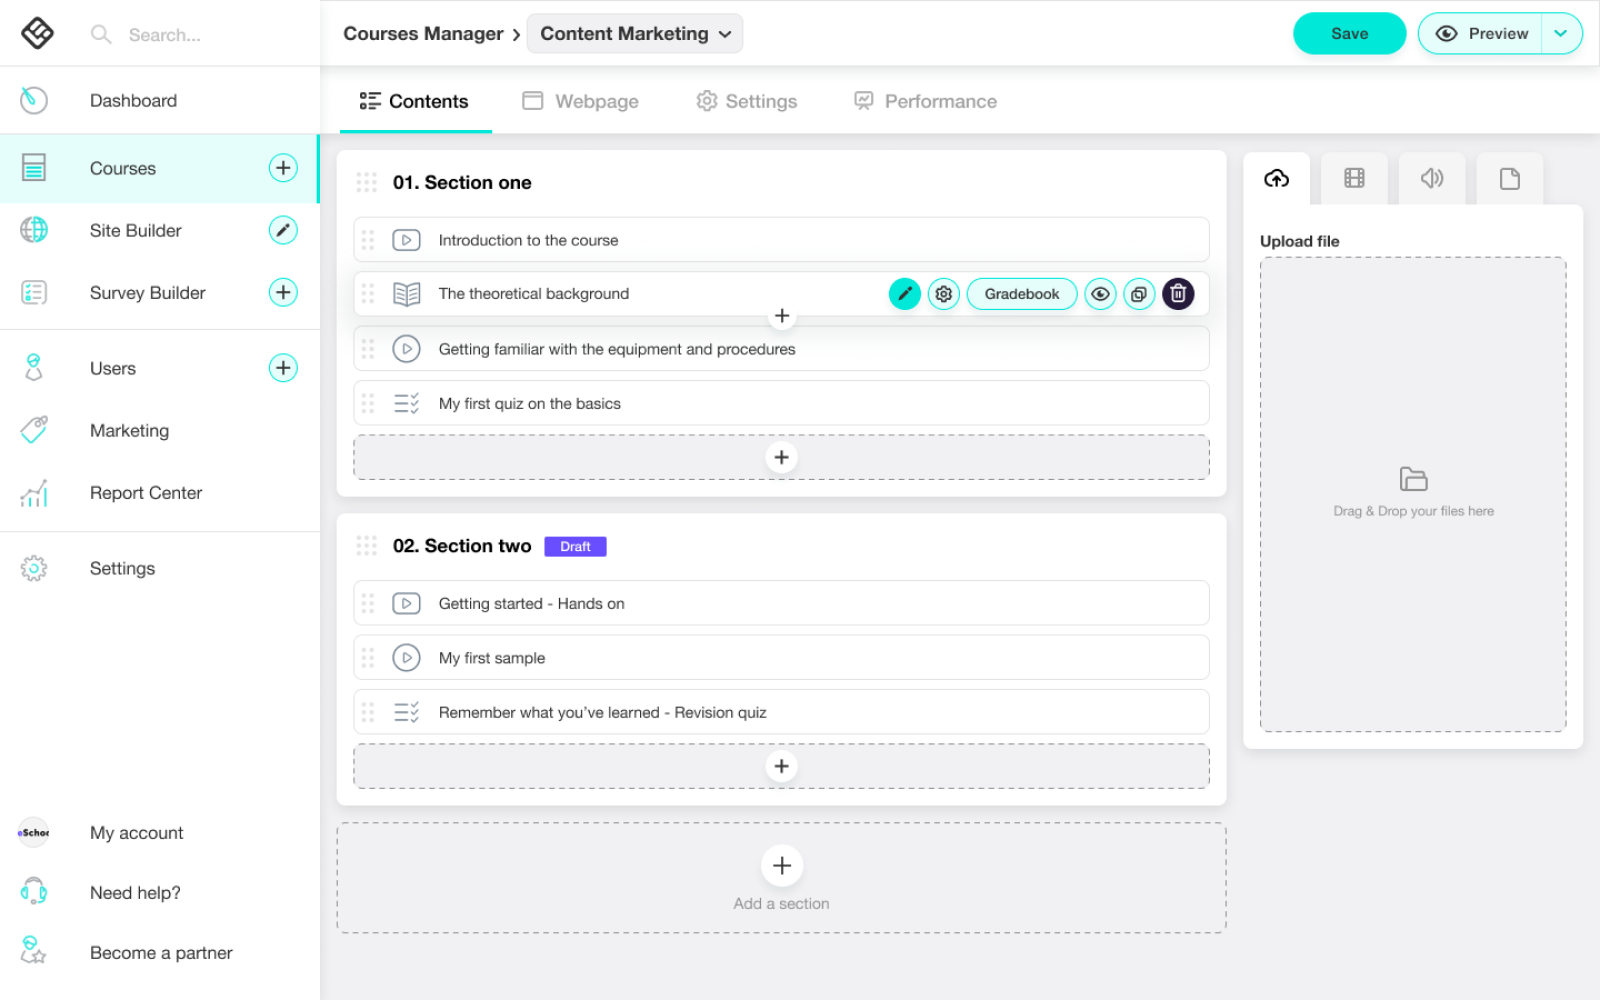 Search...
Dashboard
Courses
Site Builder
Survey Builder
Users
Marketing
Report Center
Settings
eSchoo
My account
Need help?
Become a partner
Courses Manager
Content Marketing
Save
Preview
Contents
Webpage
Settings
Performance
01. Section one
Introduction to the course
The theoretical background
Gradebook
Getting familiar with the equipment and procedures
My first quiz on the basics
02. Section two
Draft
Getting started - Hands on
My first sample
Remember what you’ve learned - Revision quiz
Add a section
Upload file
Drag & Drop your files here